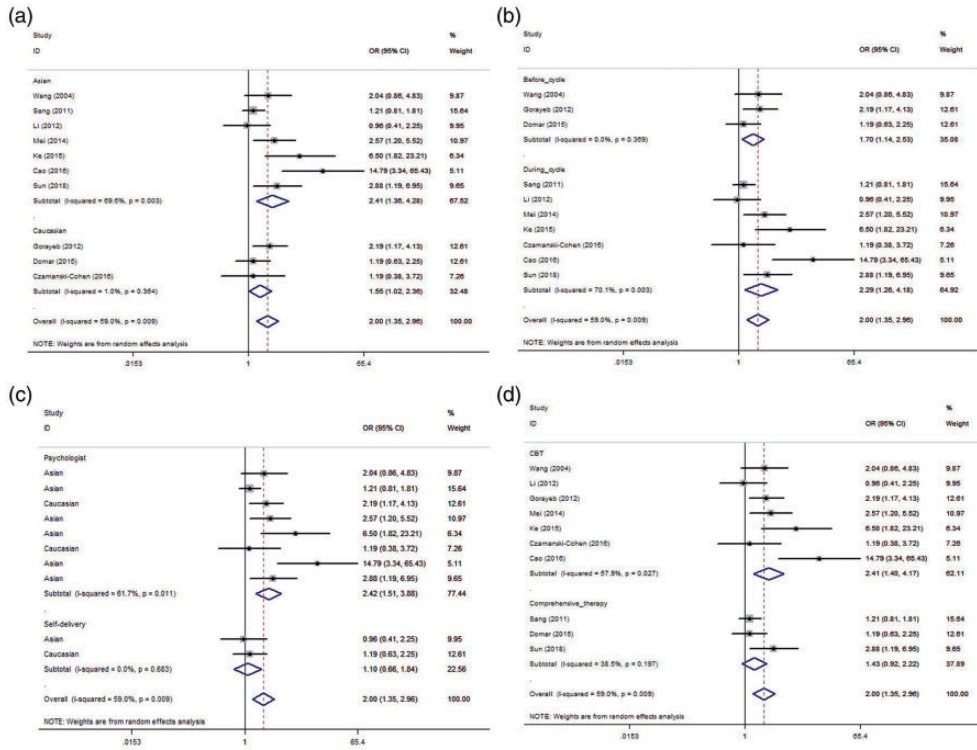 (a)
Study %
ID OR (95% CI) Weight
Asian
Wang (2004) 2.04 (0.86, 4.83) 9.87
Sang (2011) 1.21 (0.81, 1.81) 15.64
Li (2012) 0.96 (0.41, 2.25) 9.95
Mei (2014) 2.57 (1.20, 5.52) 10.97
Ke (2015) 6.50 (1.82, 23.21) 6.34
Cao (2016) 14.79 (3.34, 65.43) 5.11
Sun (2018) 2.88 (1.19, 6.95) 9.65
Subtotal (I-squared = 69.6%, p = 0.003) 2.41 (1.36, 4.28) 67.52
.
Caucasian
Gorayeb (2012) 2.19 (1.17, 4.13) 12.61
Domar (2015) 1.19 (0.63, 2.25) 12.61
Czamanski-Cohen (2016) 1.19 (0.38, 3.72) 7.26
Subtotal (I-squared = 1.0%, p = 0.364) 1.55 (1.02, 2.36) 32.48
.
Overall (I-squared = 59.0%, p = 0.009) 2.00 (1.35, 2.96) 100.00
NOTE: Weights are from random effects analysis
.0153 1 65.4
(b)
Study %
ID OR (95% CI) Weight
Before_cycle
Wang (2004) 2.04 (0.86, 4.83) 9.87
Gorayeb (2012) 2.19 (1.17, 4.13) 12.61
Domar (2015) 1.19 (0.63, 2.25) 12.61
Subtotal (I-squared = 0.0%, p = 0.369) 1.70 (1.14, 2.53) 35.08
.
During_cycle
Sang (2011) 1.21 (0.81, 1.81) 15.64
Li (2012) 0.96 (0.41, 2.25) 9.95
Mei (2014) 2.57 (1.20, 5.52) 10.97
Ke (2015) 6.50 (1.82, 23.21) 6.34
Czamanski-Cohen (2016) 1.19 (0.38, 3.72) 7.26
Cao (2016) 14.79 (3.34, 65.43) 5.11
Sun (2018) 2.88 (1.19, 6.95) 9.65
Subtotal (I-squared = 70.1%, p = 0.003) 2.29 (1.26, 4.18) 64.92
.
Overall (I-squared = 59.0%, p = 0.009) 2.00 (1.35, 2.96) 100.00
NOTE: Weights are from random effects analysis
.0153 1 65.4
(c)
Study %
ID OR (95% CI) Weight
Psychologist
Asian 2.04 (0.86, 4.83) 9.87
Asian 1.21 (0.81, 1.81) 15.64
Caucasian 2.19 (1.17, 4.13) 12.61
Asian 2.57 (1.20, 5.52) 10.97
Asian 6.50 (1.82, 23.21) 6.34
Caucasian 1.19 (0.38, 3.72) 7.26
Asian 14.79 (3.34, 65.43) 5.11
Asian 2.88 (1.19, 6.95) 9.65
Subtotal (I-squared = 61.7%, p = 0.011) 2.42 (1.51, 3.88) 77.44
.
Self-delivery
Asian 0.96 (0.41, 2.25) 9.95
Caucasian 1.19 (0.63, 2.25) 12.61
Subtotal (I-squared = 0.0%, p = 0.683) 1.10 (0.66, 1.84) 22.56
.
Overall (I-squared = 59.0%, p = 0.009) 2.00 (1.35, 2.96) 100.00
NOTE: Weights are from random effects analysis
.0153 1 65.4
(d)
Study %
ID OR (95% CI) Weight
CBT
Wang (2004) 2.04 (0.86, 4.83) 9.87
Li (2012) 0.96 (0.41, 2.25) 9.95
Gorayeb (2012) 2.19 (1.17, 4.13) 12.61
Mei (2014) 2.57 (1.20, 5.52) 10.97
Ke (2015) 6.50 (1.82, 23.21) 6.34
Czamanski-Cohen (2016) 1.19 (0.38, 3.72) 7.26
Cao (2016) 14.79 (3.34, 65.43) 5.11
Subtotal (I-squared = 57.9%, p = 0.027) 2.41 (1.40, 4.17) 62.11
.
Comprehensive_therapy
Sang (2011) 1.21 (0.81, 1.81) 15.64
Domar (2015) 1.19 (0.63, 2.25) 12.61
Sun (2018) 2.88 (1.19, 6.95) 9.65
Subtotal (I-squared = 38.5%, p = 0.197) 1.43 (0.92, 2.22) 37.89
.
Overall (I-squared = 59.0%, p = 0.009) 2.00 (1.35, 2.96) 100.00
NOTE: Weights are from random effects analysis
.0153 1 65.4